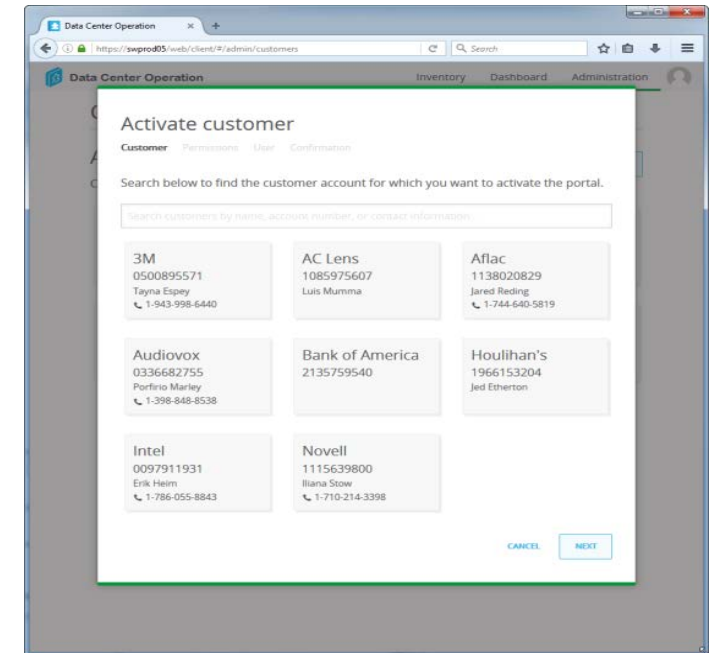 Data Center Operation
https://swprod05/web/client/#/admin/customers
Search
Data Center Operation Inventory Dashboard Administration
Activate customer
Customer Permissions User Confirmation
Search below to find the customer account for which you want to activate the portal.
Search customers by name, account number, or contact information
3M
0500895571
Tayna Espey
1-943-998-6440
AC Lens
1085975607
Luis Mumma
Aflac
1138020829
Jared Reding
1-744-640-5819
Audiovox
0336682755
Porfirio Marley
1-398-848-8538
Bank of America
2135759540
Houlihan's
1966153204
Jed Etherton
Intel
0097911931
Erik Heim
1-786-055-8843
Novell
1115639800
Iliana Stow
1-710-214-3398
CANCEL NEXT